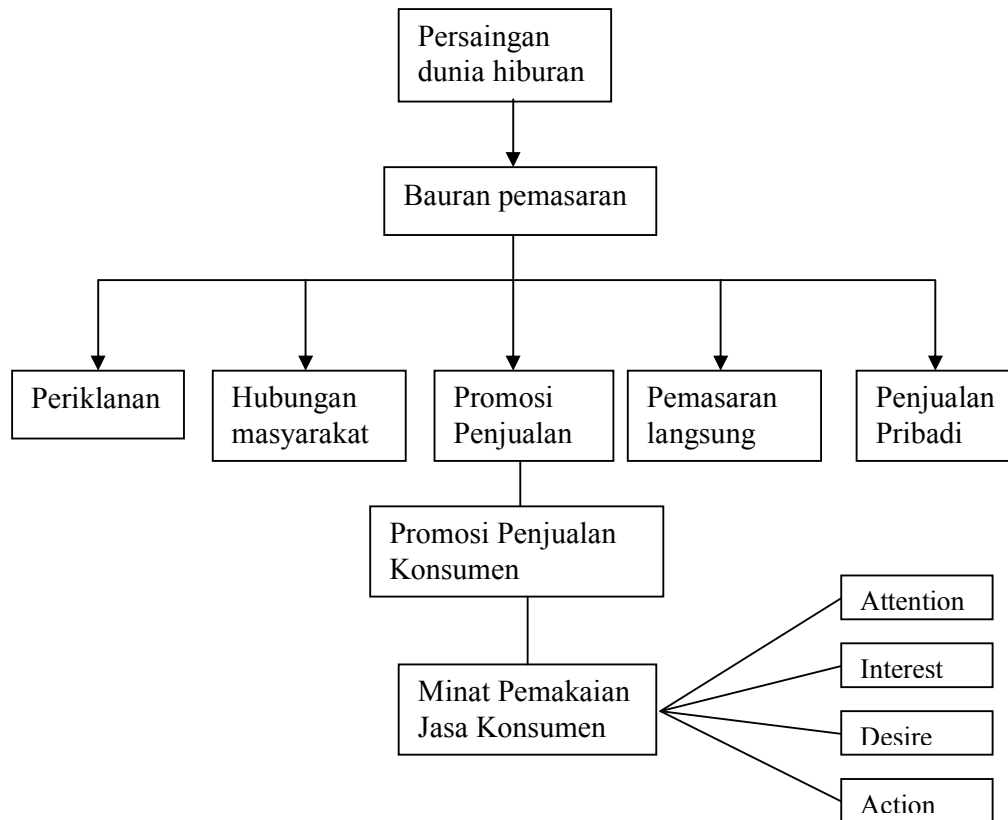 Persaingan
dunia hiburan
Bauran pemasaran
Periklanan
Hubungan
masyarakat
Promosi
Penjualan
Pemasaran
langsung
Penjualan
Pribadi
Promosi Penjualan
Konsumen
Minat Pemakaian
Jasa Konsumen
Attention
Interest
Desire
Action